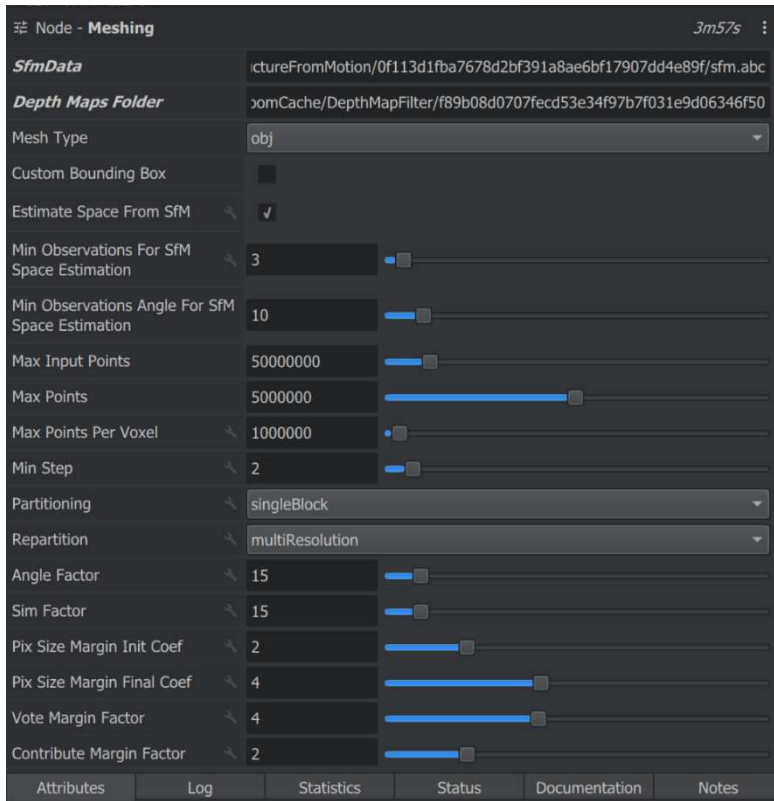 Node - Meshing 3m57s
SfmData ctureFromMotion/0f113d1fba7678d2bf391a8ae6bf17907dd4e89f/sfm.abc
Depth Maps Folder omCache/DepthMapFilter/f89b08d0707fecd53e34f97b7f031e9d06346f50
Mesh Type obj
Custom Bounding Box
Estimate Space From SfM
Min Observations For SfM
Space Estimation 3
Min Observations Angle For SfM
Space Estimation 10
Max Input Points 50000000
Max Points 5000000
Max Points Per Voxel 1000000
Min Step 2
Partitioning singleBlock
Repartition multiResolution
Angle Factor 15
Sim Factor 15
Pix Size Margin Init Coef 2
Pix Size Margin Final Coef 4
Vote Margin Factor 4
Contribute Margin Factor 2
Attributes Log Statistics Status Documentation Notes